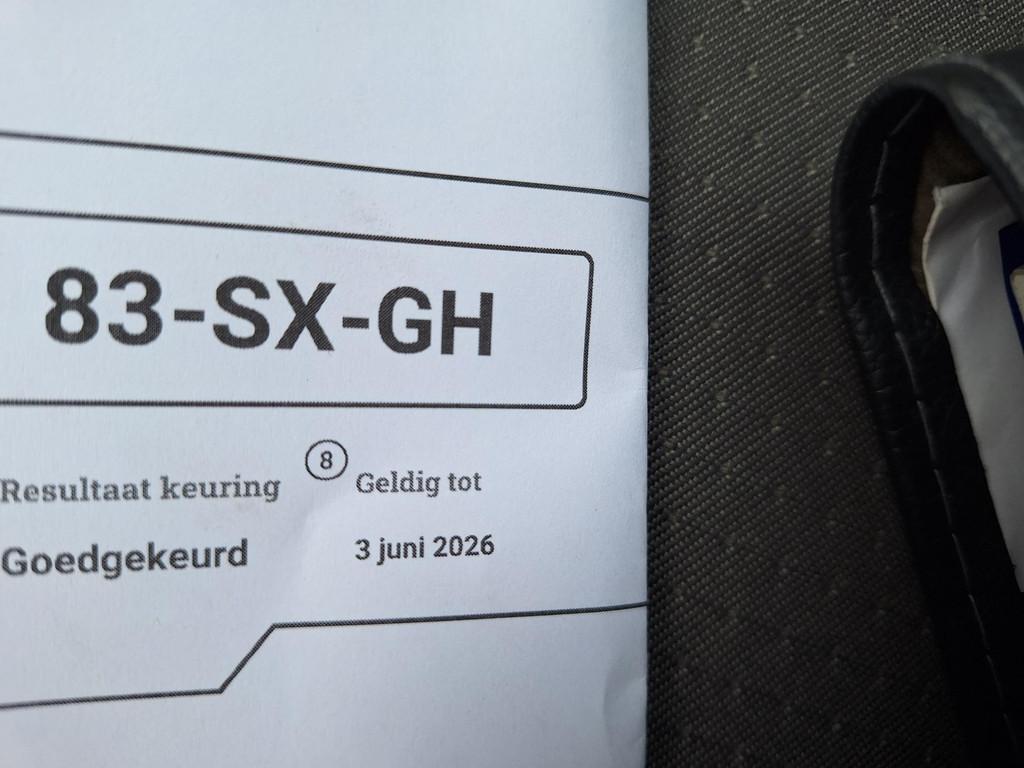 83-SX-GH
Resultaat keuring 8 Geldig tot
Goedgekeurd 3 juni 2026